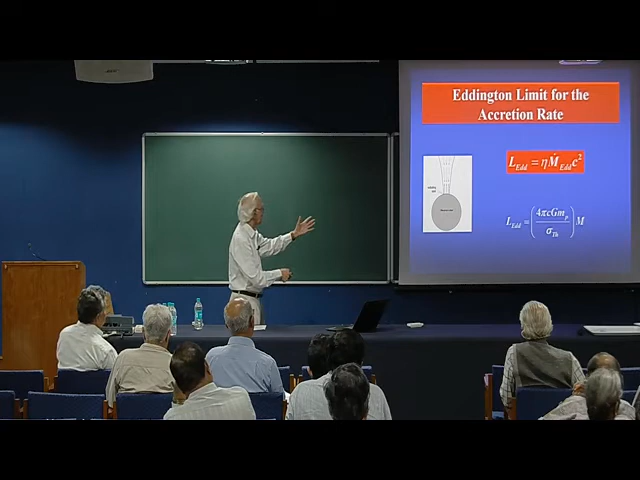 Eddington Limit for the
Accretion Rate
L_Edd = ηṀ_Edd c²
L_Edd = (4πcGm_p / σ_Th) M